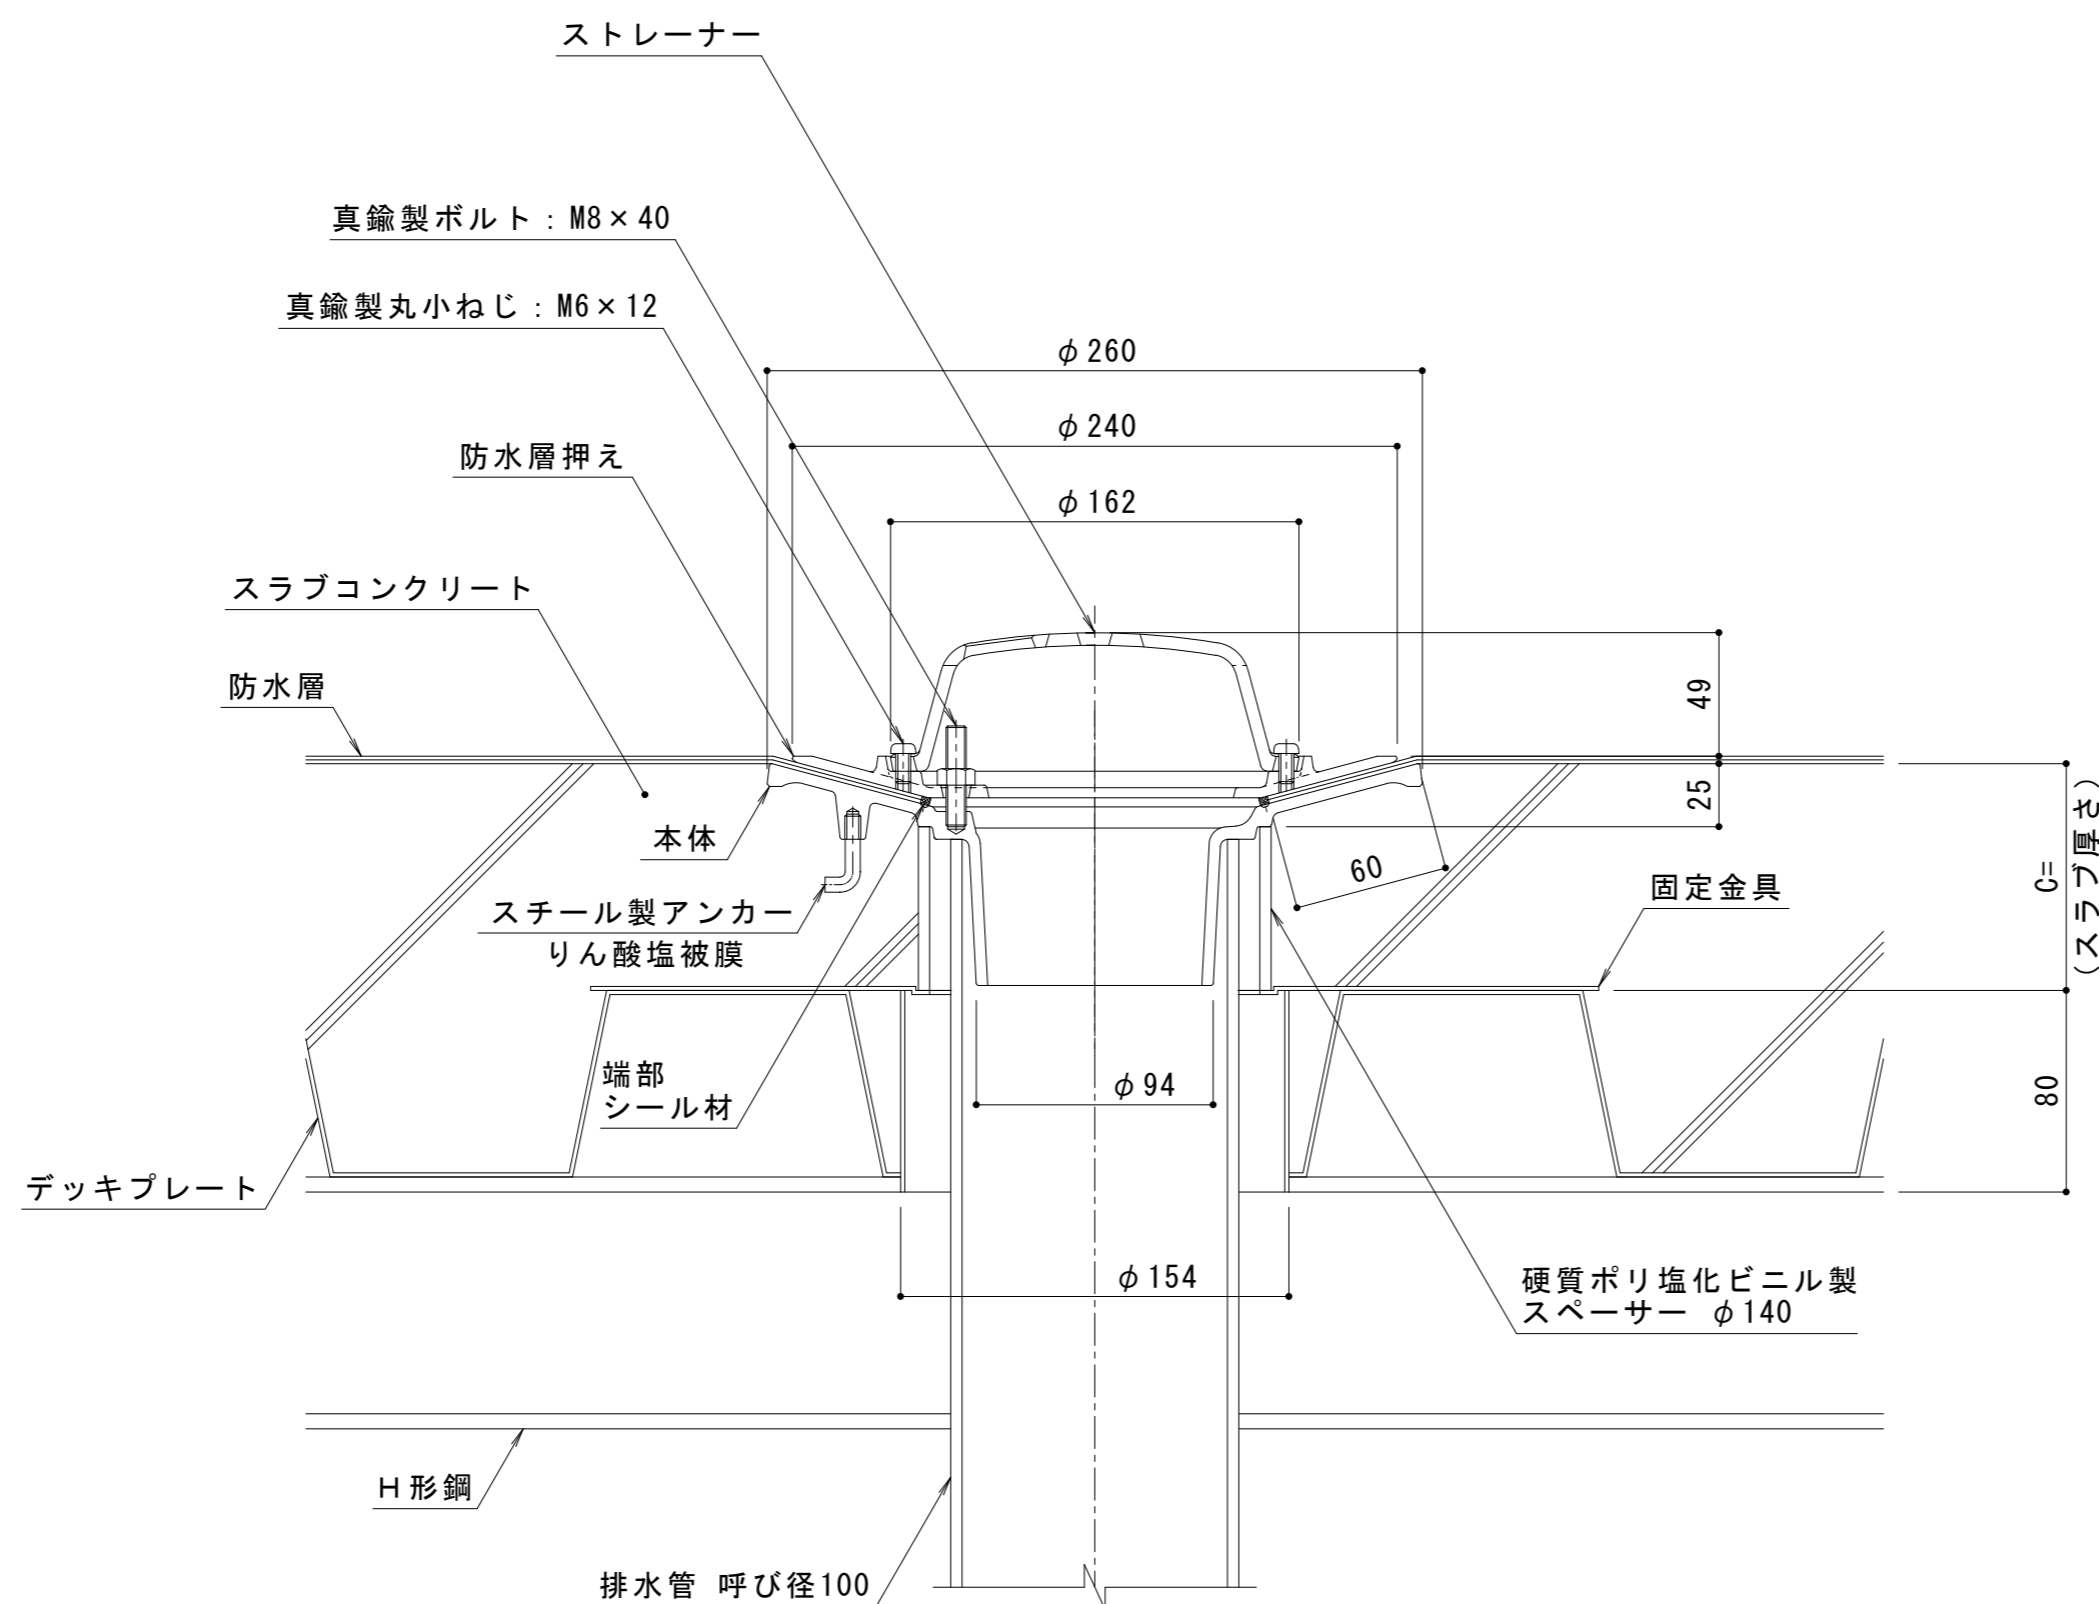 ストレーナー
真鍮製ボルト：M8×40
真鍮製丸小ねじ：M6×12
φ260
φ240
防水層押え
φ162
スラブコンクリート
防水層
49
25
本体
60
C=
(スラブ厚さ)
固定金具
スチール製アンカー
りん酸塩被膜
端部
シール材
φ94
80
デッキプレート
φ154
硬質ポリ塩化ビニル製
スペーサー φ140
H形鋼
排水管 呼び径100